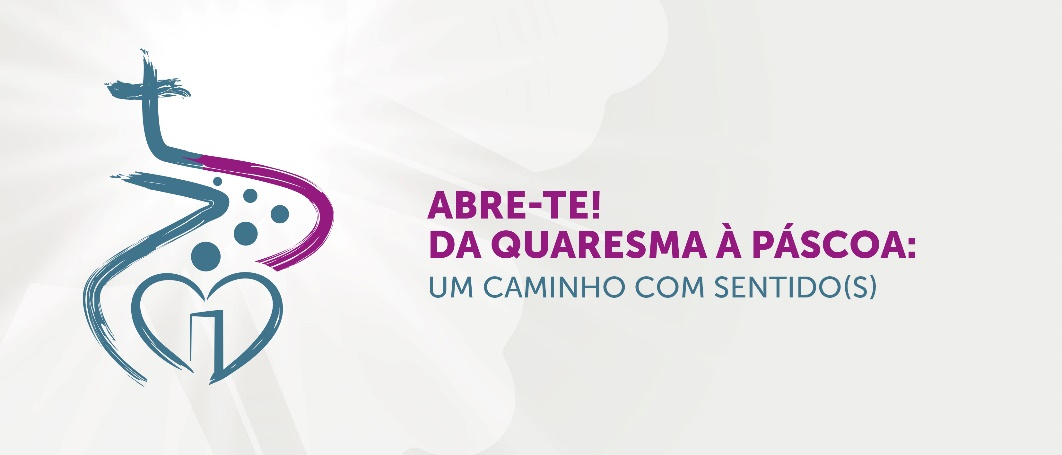 ABRE-TE!
DA QUARESMA À PÁSCOA:
UM CAMINHO COM SENTIDO(S)